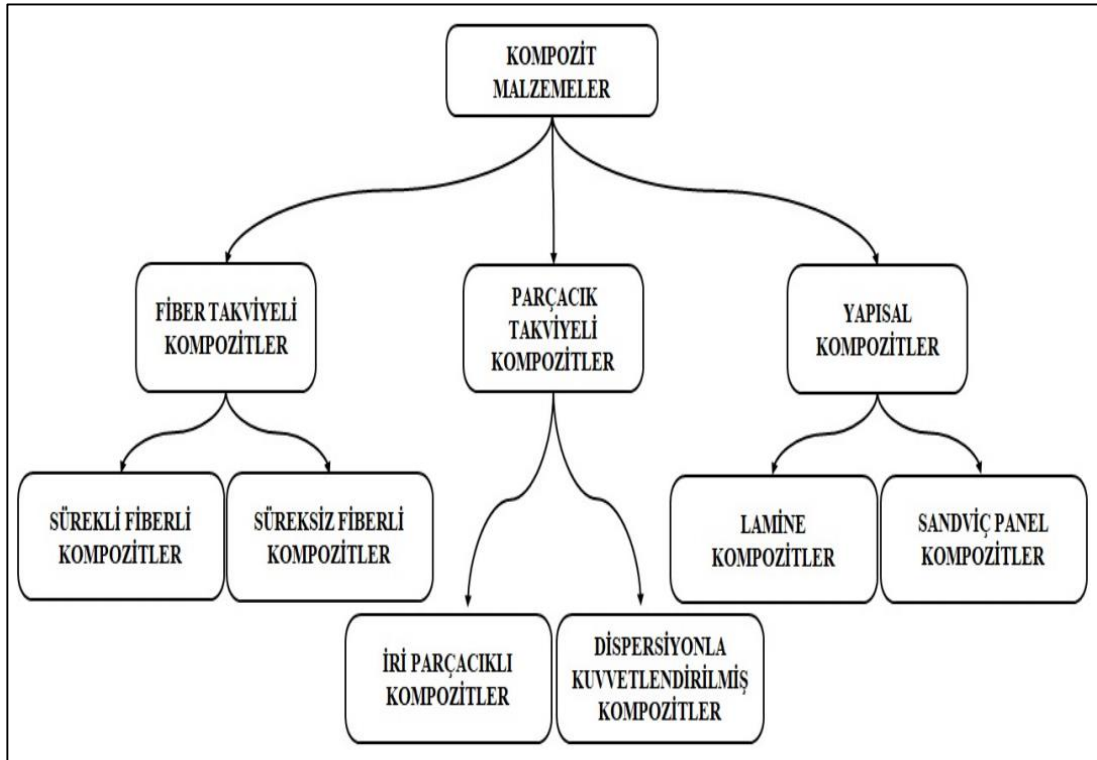 KOMPOZİT
MALZEMELER
FİBER TAKVİYELİ
KOMPOZİTLER
PARÇACIK
TAKVİYELİ
KOMPOZİTLER
YAPISAL
KOMPOZİTLER
SÜREKLİ FİBERLİ
KOMPOZİTLER
SÜREKSİZ FİBERLİ
KOMPOZİTLER
LAMİNE
KOMPOZİTLER
SANDVİÇ PANEL
KOMPOZİTLER
İRİ PARÇACIKLI
KOMPOZİTLER
DİSPERSİYONLA
KUVVETLENDİRİLMİŞ
KOMPOZİTLER